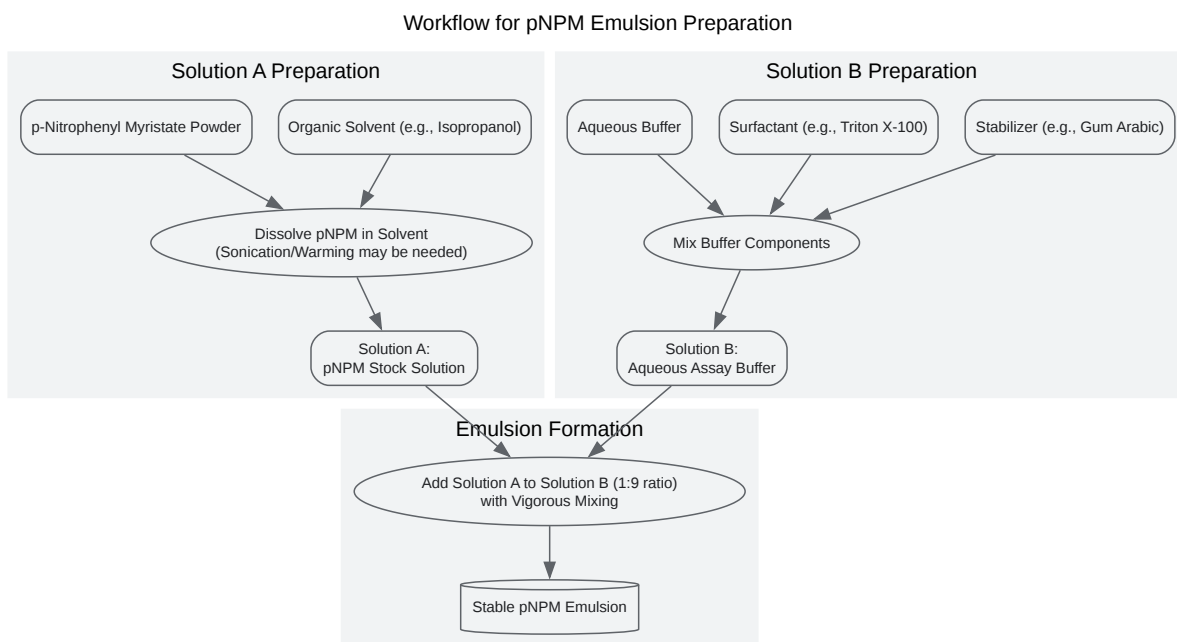 Workflow for pNPM Emulsion Preparation
Solution A Preparation
Solution B Preparation
p-Nitrophenyl Myristate Powder
Organic Solvent (e.g., Isopropanol)
Aqueous Buffer
Surfactant (e.g., Triton X-100)
Stabilizer (e.g., Gum Arabic)
Dissolve pNPM in Solvent
(Sonication/Warming may be needed)
Mix Buffer Components
Solution A:
pNPM Stock Solution
Solution B:
Aqueous Assay Buffer
Emulsion Formation
Add Solution A to Solution B (1:9 ratio)
with Vigorous Mixing
Stable pNPM Emulsion